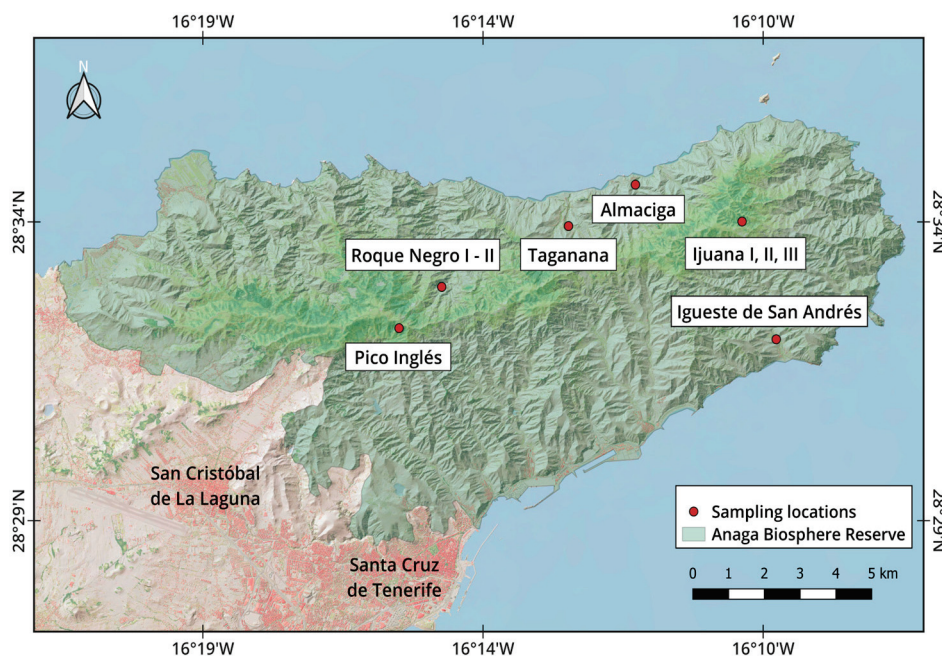 16°19'W
16°14'W
16°10'W
N
28°34'N
28°34'N
Almaciga
Roque Negro I - II
Taganana
Ijuana I, II, III
Igueste de San Andrés
Pico Inglés
San Cristóbal
de La Laguna
28°29'N
28°29'N
Sampling locations
Anaga Biosphere Reserve
Santa Cruz
de Tenerife
0 1 2 3 4 5 km
16°19'W
16°14'W
16°10'W